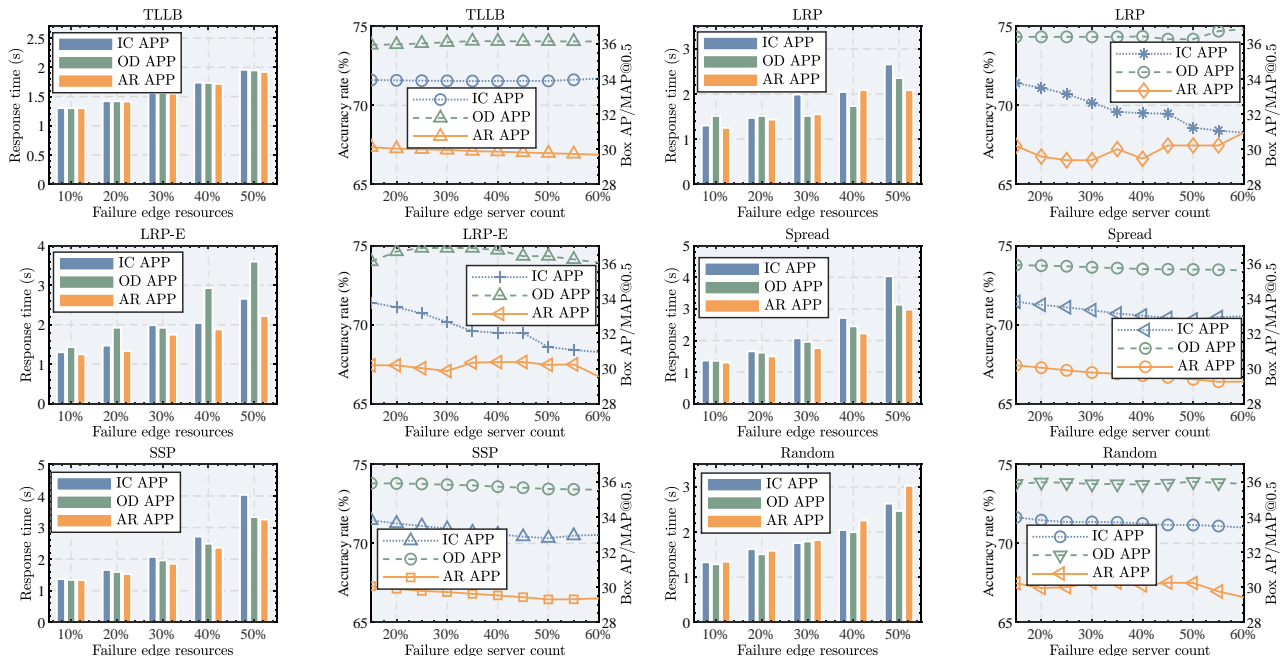 TLLB
Response time (s)
2.5
2
1.5
1
0.5
0
IC APP
OD APP
AR APP
10% 20% 30% 40% 50%
Failure edge resources
TLLB
Accuracy rate (%)
75
70
65
IC APP
OD APP
AR APP
36
34
32
30
28
Box AP/MAP@0.5
20% 30% 40% 50% 60%
Failure edge server count
LRP
Response time (s)
3
2
1
0
IC APP
OD APP
AR APP
10% 20% 30% 40% 50%
Failure edge resources
LRP
Accuracy rate (%)
75
70
65
IC APP
OD APP
AR APP
36
34
32
30
28
Box AP/MAP@0.5
20% 30% 40% 50% 60%
Failure edge server count
LRP-E
Response time (s)
4
3
2
1
0
IC APP
OD APP
AR APP
10% 20% 30% 40% 50%
Failure edge resources
LRP-E
Accuracy rate (%)
75
70
65
IC APP
OD APP
AR APP
36
34
32
30
28
Box AP/MAP@0.5
20% 30% 40% 50% 60%
Failure edge server count
Spread
Response time (s)
5
4
3
2
1
0
IC APP
OD APP
AR APP
10% 20% 30% 40% 50%
Failure edge resources
Spread
Accuracy rate (%)
75
70
65
IC APP
OD APP
AR APP
36
34
32
30
28
Box AP/MAP@0.5
20% 30% 40% 50% 60%
Failure edge server count
SSP
Response time (s)
5
4
3
2
1
0
IC APP
OD APP
AR APP
10% 20% 30% 40% 50%
Failure edge resources
SSP
Accuracy rate (%)
75
70
65
IC APP
OD APP
AR APP
36
34
32
30
28
Box AP/MAP@0.5
20% 30% 40% 50% 60%
Failure edge server count
Random
Response time (s)
3
2
1
0
IC APP
OD APP
AR APP
10% 20% 30% 40% 50%
Failure edge resources
Random
Accuracy rate (%)
75
70
65
IC APP
OD APP
AR APP
36
34
32
30
28
Box AP/MAP@0.5
20% 30% 40% 50% 60%
Failure edge server count